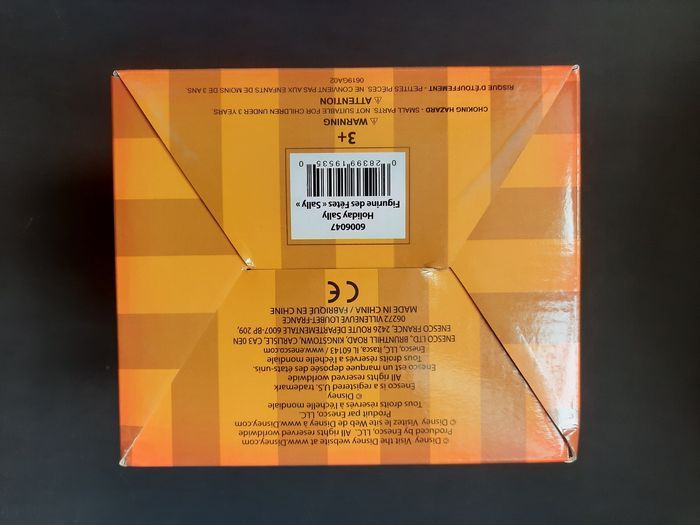 © Disney Visit the Disney website at www.Disney.com
Produced by Enesco, LLC. All rights reserved worldwide
© Disney Visitez le site de Web de Disney à www.Disney.com
Produit par Enesco, LLC.
Tous droits réservés à l'échelle mondiale
© Disney
Enesco is a registered U.S. trademark
All rights reserved worldwide
Enesco est un marquee déposée des états-unis.
Tous droits réservés à l'échelle mondiale
Enesco, LLC, Itasca, IL 60143 / www.enesco.com
ENESCO LTD., BRUNTHILL ROAD, KINGSTOWN, CARLISLE, CA3 0EN
ENESCO FRANCE, 2426 ROUTE DÉPARTEMENTALE 6007-BP 209,
06272 VILLENEUVE LOUBET-FRANCE
MADE IN CHINA / FABRIQUÉ EN CHINE
CE
6006047
Holiday Sally
Figurine des Fêtes « Sally »
0 28399 19535 0
3+
⚠ WARNING
CHOKING HAZARD - SMALL PARTS. NOT SUITABLE FOR CHILDREN UNDER 3 YEARS.
⚠ ATTENTION
RISQUE D'ÉTOUFFEMENT - PETITES PIÈCES. NE CONVIENT PAS AUX ENFANTS DE MOINS DE 3 ANS.
0619GA02